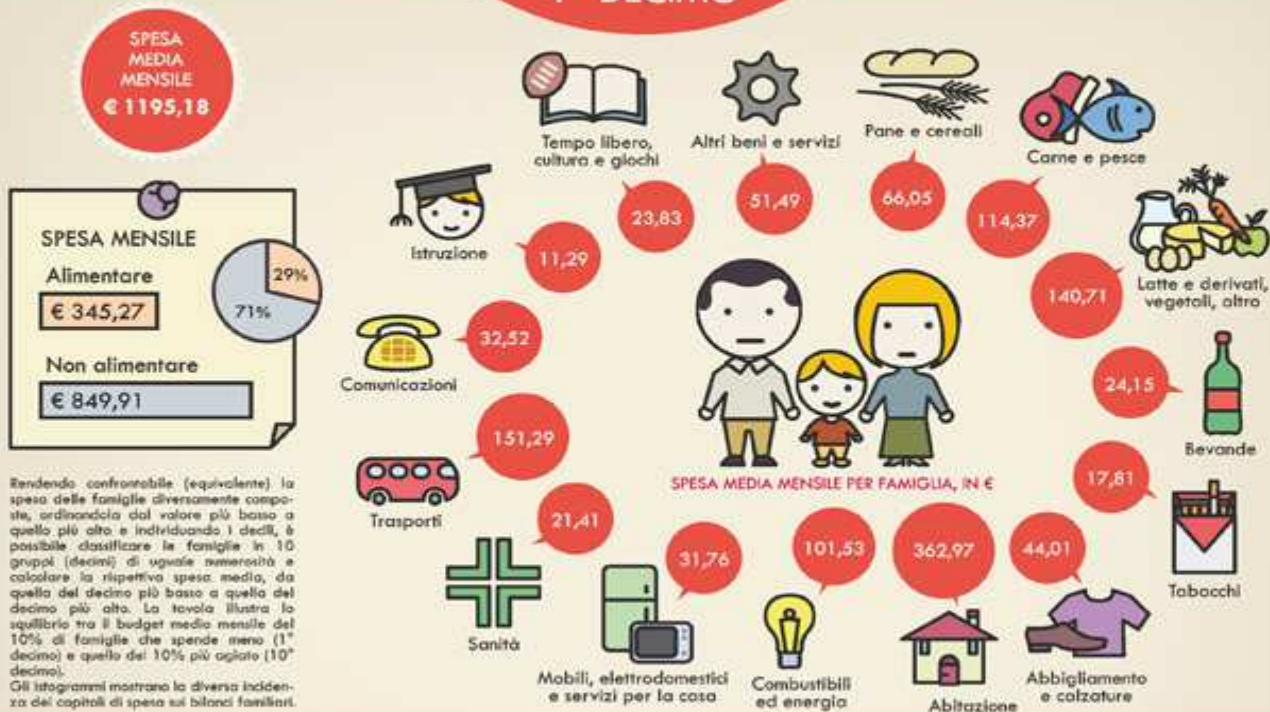 DECIMO
SPESA
MEDIA
MENSILE
€ 1195,18
SPESA MENSILE
Alimentare
€ 345,27
29%
71%
Non alimentare
€ 849,91
Rendendo confrontabile (equivalente) la
spesa delle famiglie diversamente compo-
ste, ordinandola dal valore più basso a
quello più alto e individuando i decili, è
possibile classificare le famiglie in 10
gruppi (decimi) di uguale numerosità e
calcolare la rispettiva spesa media, da
quella del decimo più basso a quella del
decimo più alto. La tavola illustra lo
squilibrio tra il budget medio mensile del
10% di famiglie che spende meno (1°
decimo) e quello del 10% più agiato (10°
decimo).
Gli istogrammi mostrano la diversa inciden-
za dei capitoli di spesa sui bilanci familiari.
Tempo libero,
cultura e giochi
23,83
Altri beni e servizi
51,49
Pane e cereali
66,05
Carne e pesce
114,37
Latte e derivati,
vegetali, altro
140,71
Bevande
24,15
Tabacchi
17,81
Abbigliamento
e calzature
44,01
Abitazione
362,97
Combustibili
ed energia
101,53
Mobili, elettrodomestici
e servizi per la casa
31,76
Sanità
21,41
Trasporti
151,29
Comunicazioni
32,52
Istruzione
11,29
SPESA MEDIA MENSILE PER FAMIGLIA, IN €